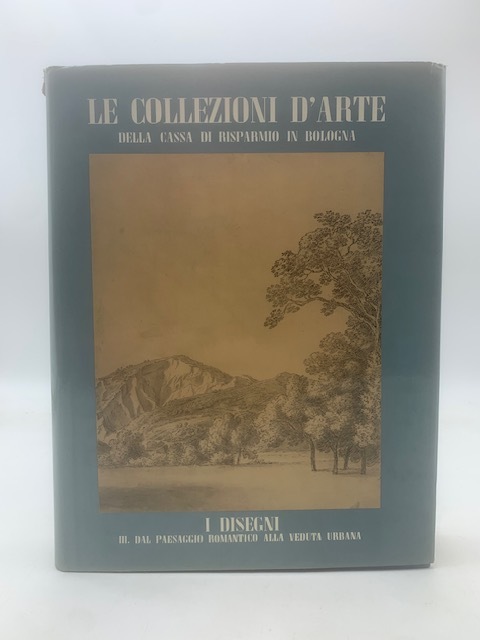 LE COLLEZIONI D'ARTE
DELLA CASSA DI RISPARMIO IN BOLOGNA
I DISEGNI
III. DAL PAESAGGIO ROMANTICO ALLA VEDUTA URBANA